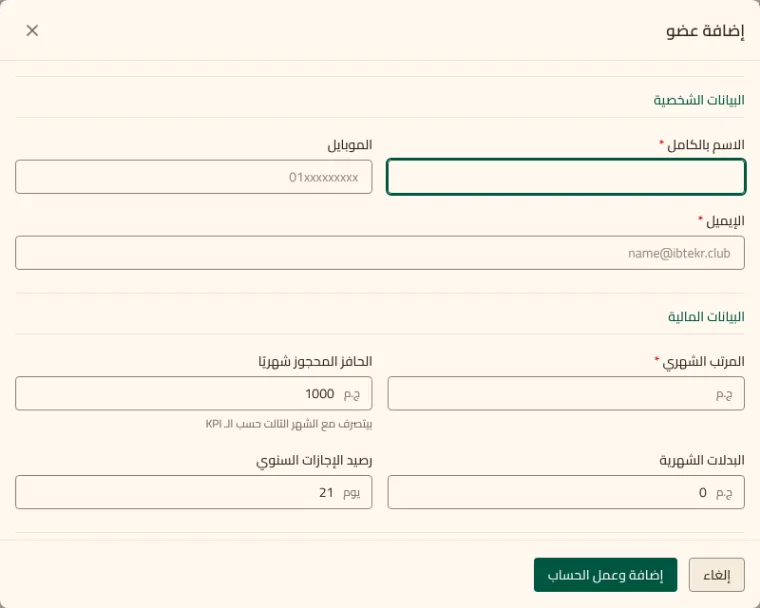 إضافة عضو
البيانات الشخصية
الاسم بالكامل *
الموبايل
01xxxxxxxxx
الإيميل *
name@ibtekr.club
البيانات المالية
المرتب الشهري *
الحافز المحجوز شهريًا
ج.م
ج.م 1000
بيتصرف مع الشهر التالت حسب الـ KPI
البدلات الشهرية
رصيد الإجازات السنوي
ج.م 0
يوم 21
إلغاء
إضافة وعمل الحساب